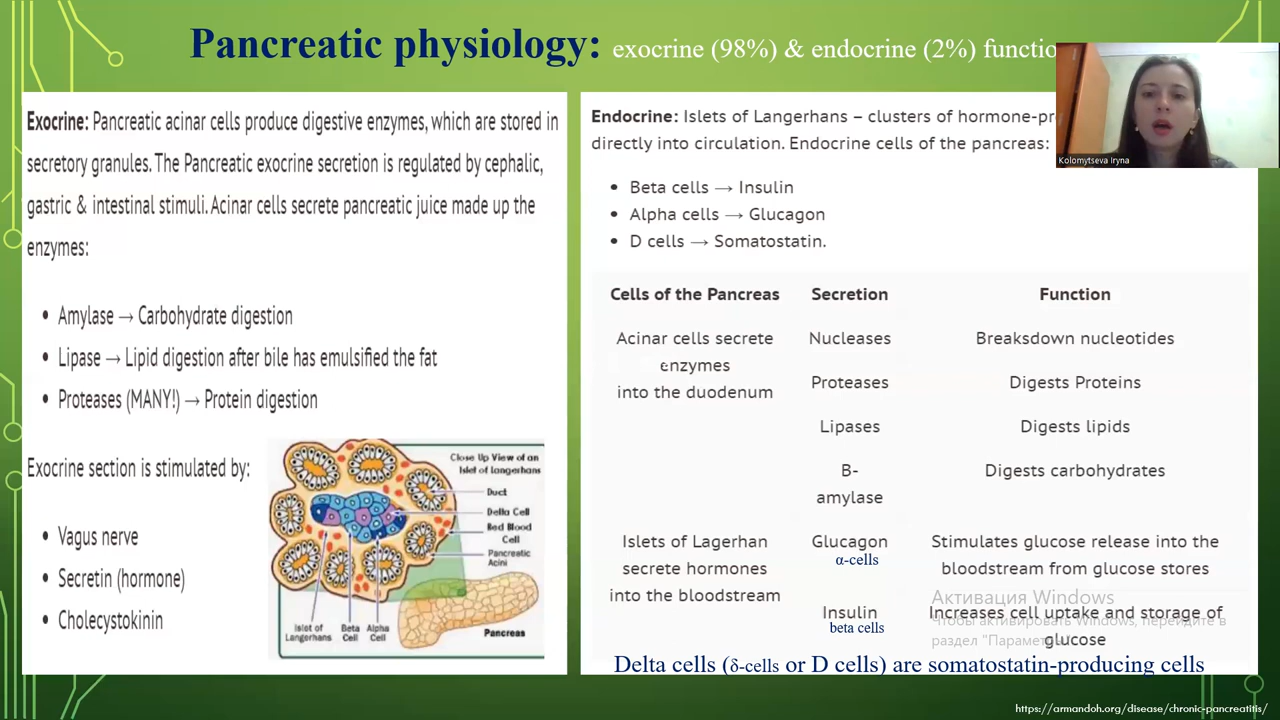 Pancreatic physiology: exocrine (98%) & endocrine (2%) functio
Exocrine: Pancreatic acinar cells produce digestive enzymes, which are stored in
secretory granules. The Pancreatic exocrine secretion is regulated by cephalic,
gastric & intestinal stimuli. Acinar cells secrete pancreatic juice made up the
enzymes:
• Amylase → Carbohydrate digestion
• Lipase → Lipid digestion after bile has emulsified the fat
• Proteases (MANY!) → Protein digestion
Exocrine section is stimulated by:
• Vagus nerve
• Secretin (hormone)
• Cholecystokinin
Close Up View of an
Islet of Langerhans
Duct
Delta Cell
Red Blood
Cell
Pancreatic
Acini
Islet of
Langerhans
Beta
Cell
Alpha
Cell
Pancreas
Endocrine: Islets of Langerhans – clusters of hormone-pr
directly into circulation. Endocrine cells of the pancreas:
• Beta cells → Insulin
• Alpha cells → Glucagon
• D cells → Somatostatin.
Kolomytseva Iryna
Cells of the Pancreas Secretion Function
Acinar cells secrete
enzymes
into the duodenum
Nucleases Breaksdown nucleotides
Proteases Digests Proteins
Lipases Digests lipids
B-
amylase
Digests carbohydrates
Islets of Lagerhan
secrete hormones
into the bloodstream
Glucagon
α-cells
Stimulates glucose release into the
bloodstream from glucose stores
Insulin
beta cells
Increases cell uptake and storage of
glucose
Активация Windows
Чтобы активировать Windows, перейдите в
раздел "Параме
Delta cells (δ-cells or D cells) are somatostatin-producing cells
https://armandoh.org/disease/chronic-pancreatitis/